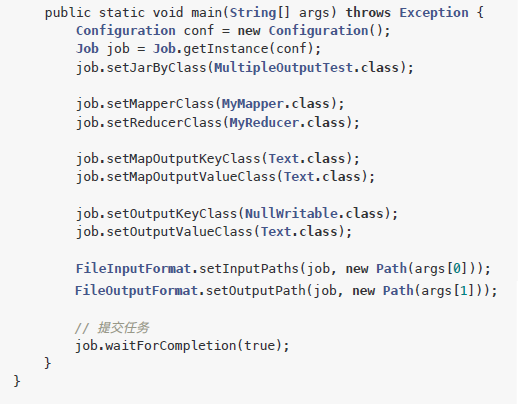 public static void main(String[] args) throws Exception {
Configuration conf = new Configuration();
Job job = Job.getInstance(conf);
job.setJarByClass(MultipleOutputTest.class);
job.setMapperClass(MyMapper.class);
job.setReducerClass(MyReducer.class);
job.setMapOutputKeyClass(Text.class);
job.setMapOutputValueClass(Text.class);
job.setOutputKeyClass(NullWritable.class);
job.setOutputValueClass(Text.class);
FileInputFormat.setInputPaths(job, new Path(args[0]));
FileOutputFormat.setOutputPath(job, new Path(args[1]));
// 提交任务
job.waitForCompletion(true);
}
}